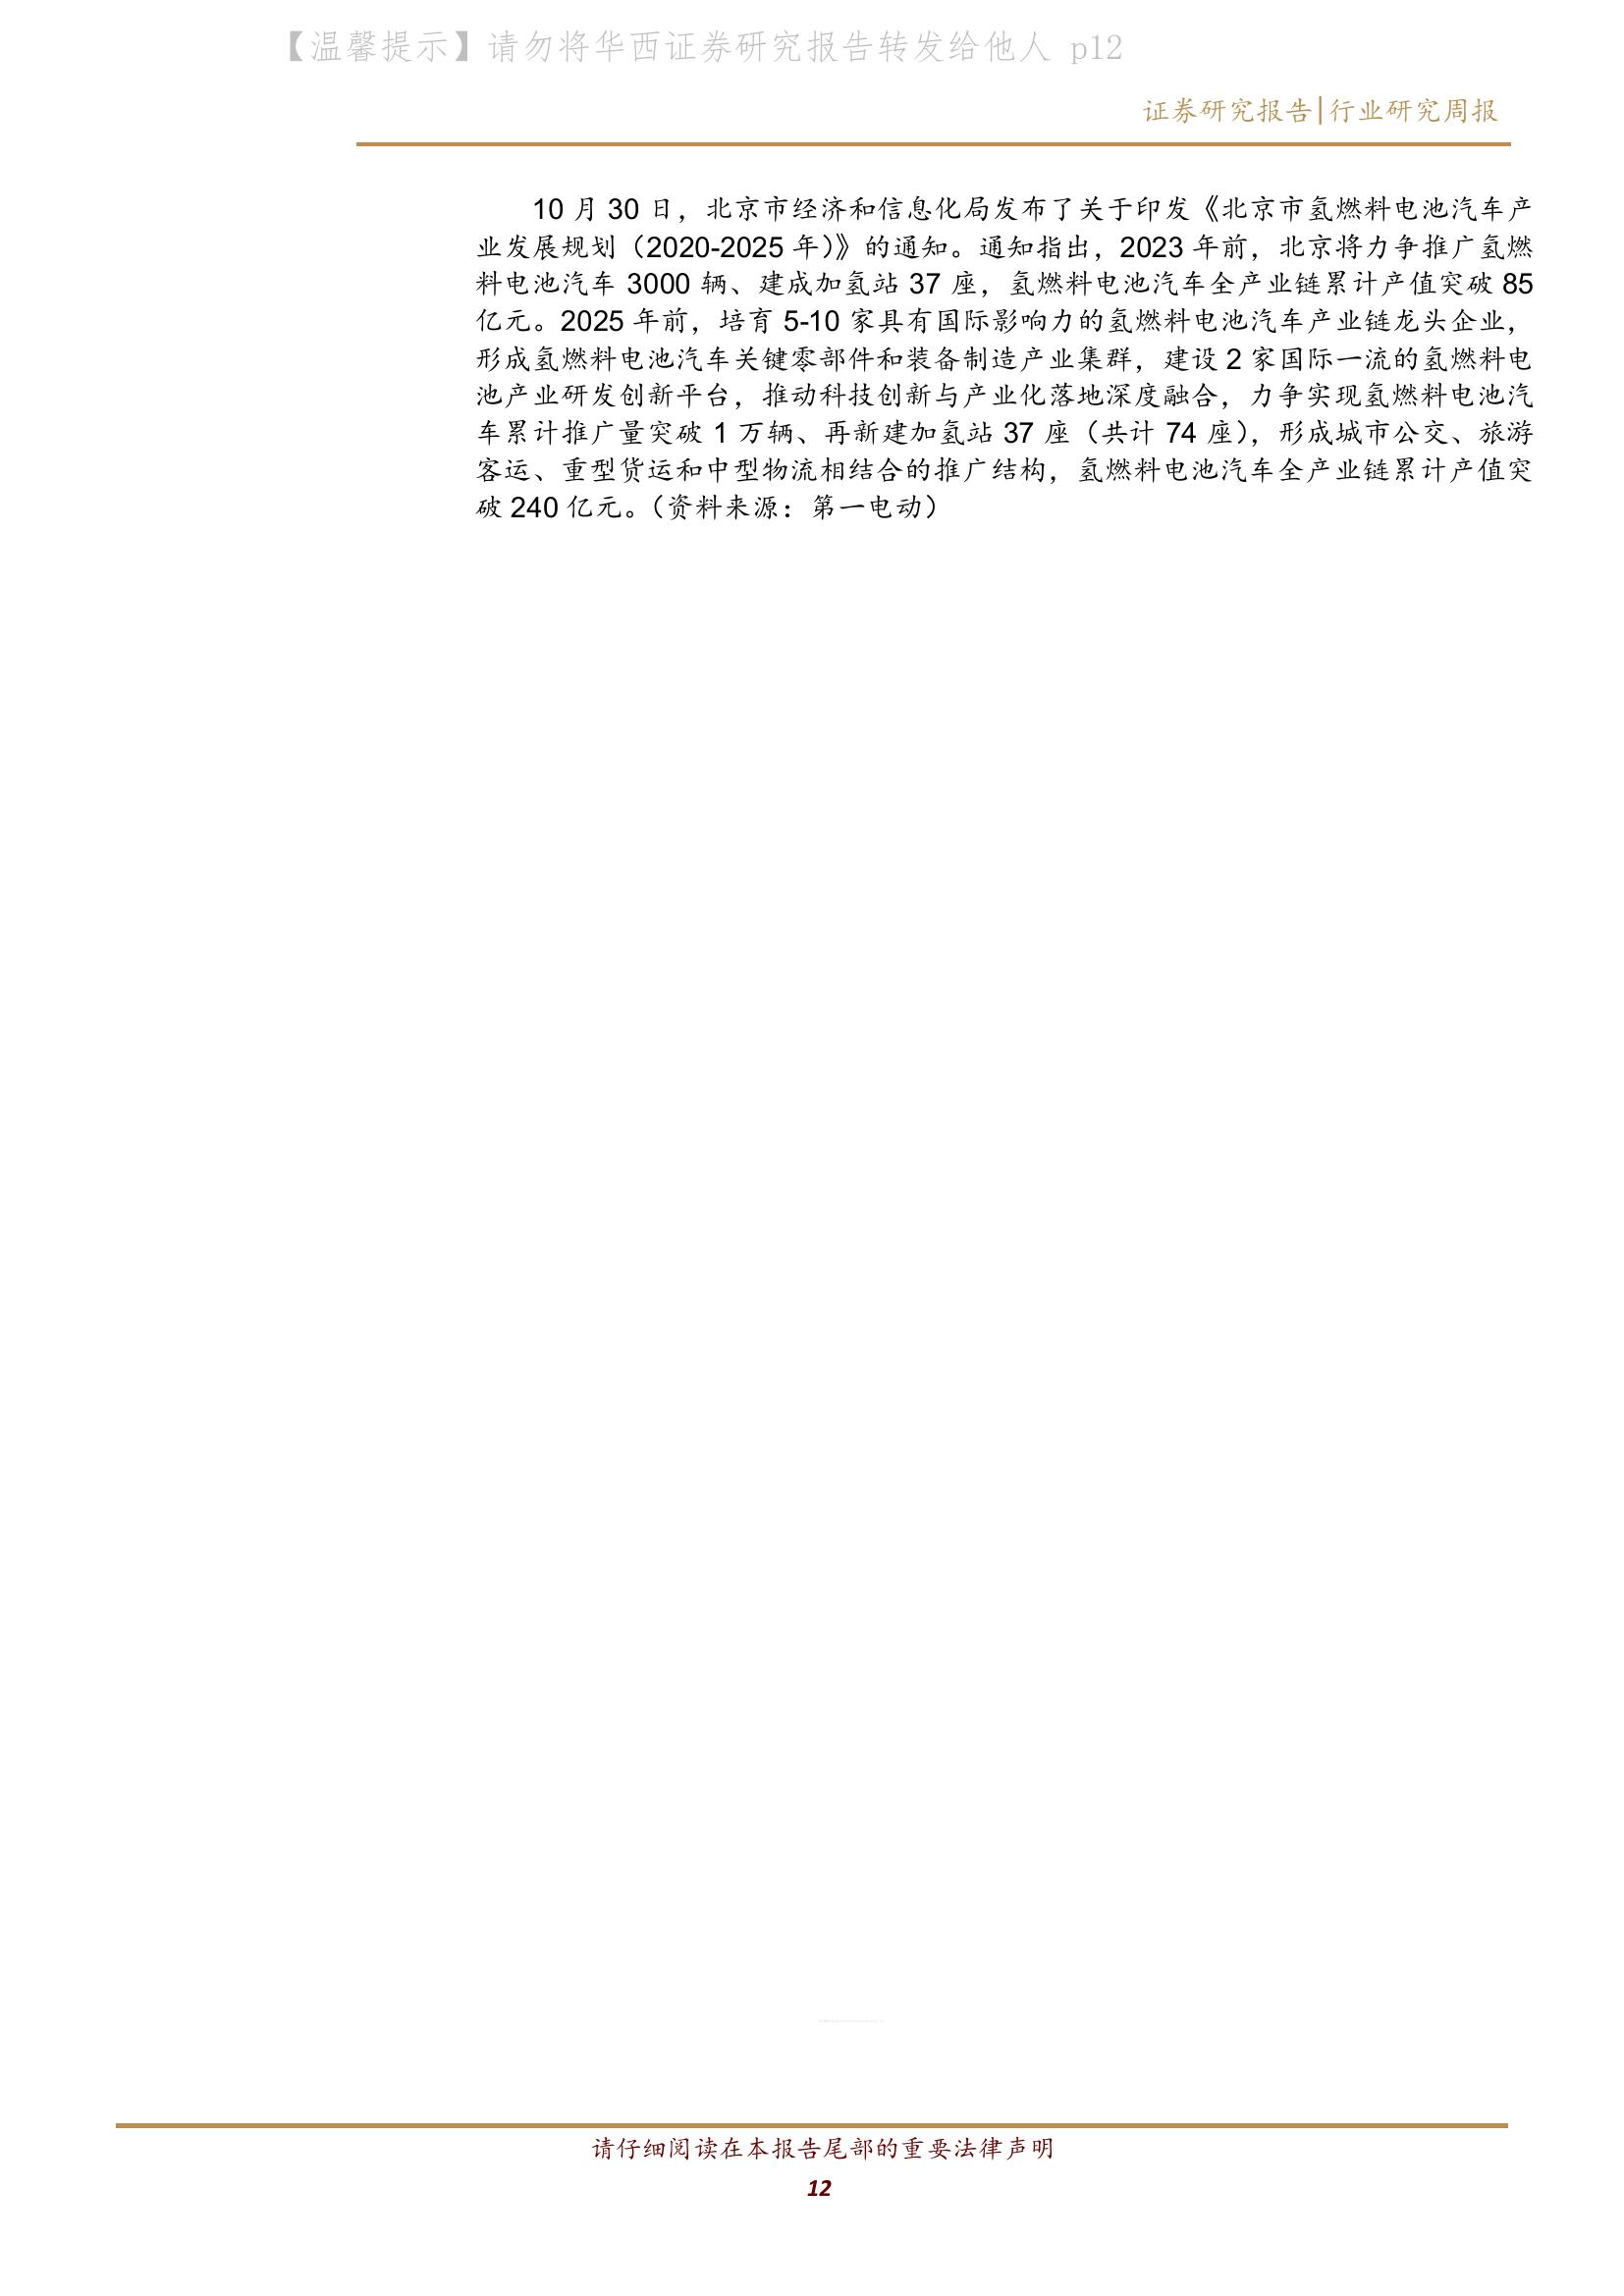 【温馨提示】请勿将华西证券研究报告转发给他人 p12
证券研究报告|行业研究周报
10 月 30 日，北京市经济和信息化局发布了关于印发《北京市氢燃料电池汽车产
业发展规划（2020-2025 年）》的通知。通知指出，2023 年前，北京将力争推广氢燃
料电池汽车 3000 辆、建成加氢站 37 座，氢燃料电池汽车全产业链累计产值突破 85
亿元。2025 年前，培育 5-10 家具有国际影响力的氢燃料电池汽车产业链龙头企业，
形成氢燃料电池汽车关键零部件和装备制造产业集群，建设 2 家国际一流的氢燃料电
池产业研发创新平台，推动科技创新与产业化落地深度融合，力争实现氢燃料电池汽
车累计推广量突破 1 万辆、再新建加氢站 37 座（共计 74 座），形成城市公交、旅游
客运、重型货运和中型物流相结合的推广结构，氢燃料电池汽车全产业链累计产值突
破 240 亿元。（资料来源：第一电动）
请仔细阅读在本报告尾部的重要法律声明
12